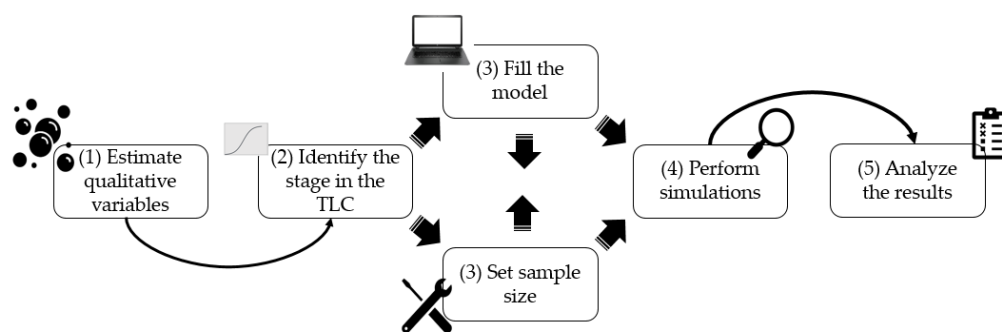 (1) Estimate
qualitative
variables
(2) Identify the
stage in the
TLC
(3) Fill the
model
(3) Set sample
size
(4) Perform
simulations
(5) Analyze
the results